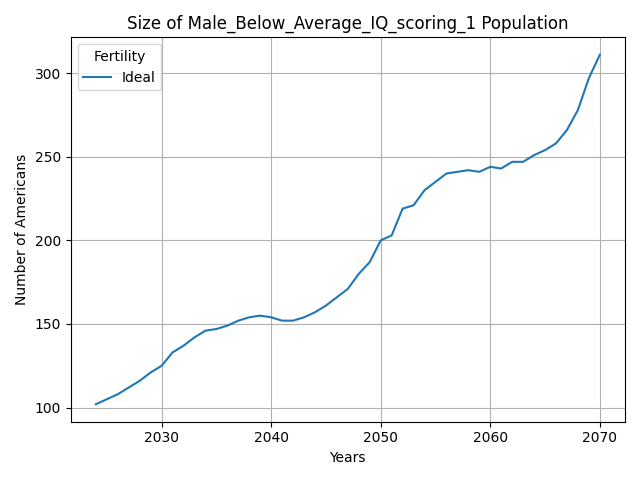 Size of Male_Below_Average_IQ_scoring_1 Population
Fertility
Ideal
Number of Americans
300
250
200
150
100
2030 2040 2050 2060 2070
Years